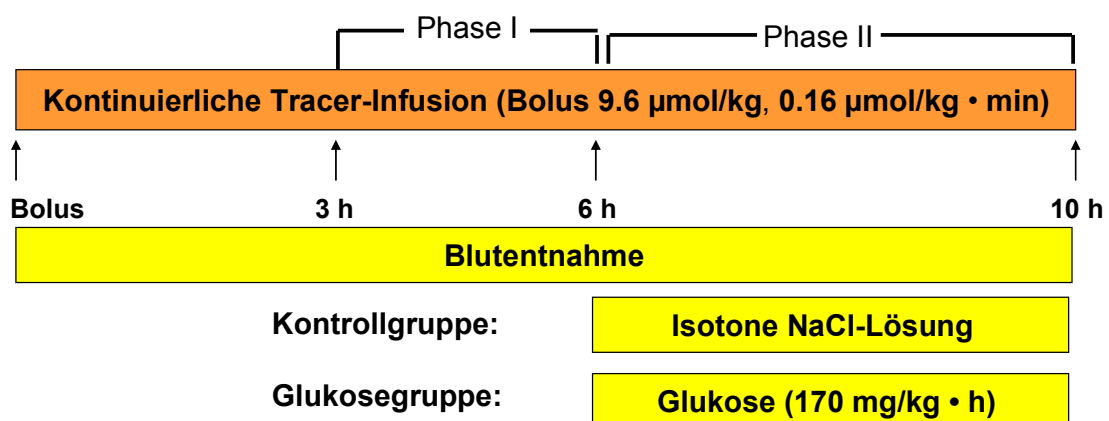 Phase I
Phase II
Kontinuierliche Tracer-Infusion (Bolus 9.6 µmol/kg, 0.16 µmol/kg • min)
Bolus 3 h 6 h 10 h
Blutentnahme
Kontrollgruppe: Isotone NaCl-Lösung
Glukosegruppe: Glukose (170 mg/kg • h)